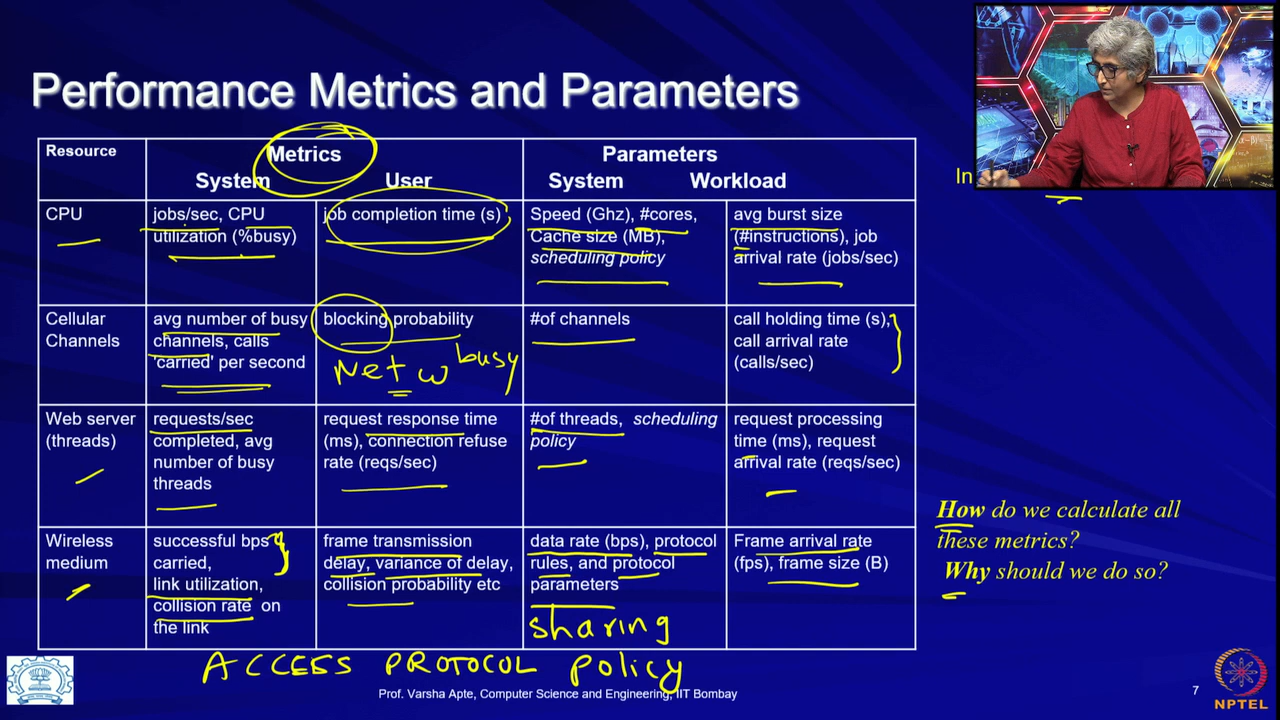 Performance Metrics and Parameters
Resource
Metrics
System User
Parameters
System Workload
CPU
jobs/sec, CPU
utilization (%busy)
job completion time (s)
Speed (Ghz), #cores,
Cache size (MB),
scheduling policy
avg burst size
(#instructions), job
arrival rate (jobs/sec)
Cellular
Channels
avg number of busy
channels, calls
'carried' per second
blocking probability
Netw busy
#of channels
call holding time (s),
call arrival rate
(calls/sec)
Web server
(threads)
requests/sec
completed, avg
number of busy
threads
request response time
(ms), connection refuse
rate (reqs/sec)
#of threads, scheduling
policy
request processing
time (ms), request
arrival rate (reqs/sec)
Wireless
medium
successful bps
carried,
link utilization,
collision rate on
the link
frame transmission
delay, variance of delay,
collision probability etc
data rate (bps), protocol
rules, and protocol
parameters
sharing
Frame arrival rate
(fps), frame size (B)
In
How do we calculate all
these metrics?
Why should we do so?
ACCESS PROTOCOL policy
Prof. Varsha Apte, Computer Science and Engineering, IIT Bombay
7
NPTEL